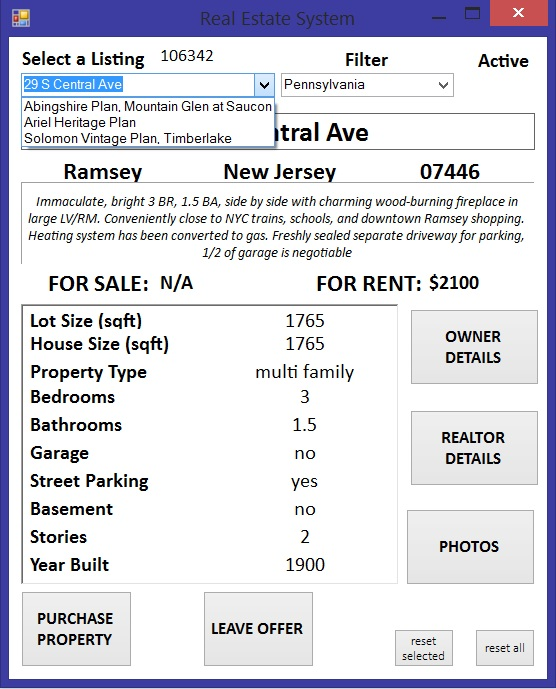 Real Estate System
Select a Listing 106342 Filter Active
29 S Central Ave Pennsylvania
Abingshire Plan, Mountain Glen at Saucon
Ariel Heritage Plan
Solomon Vintage Plan, Timberlake
ntral Ave
Ramsey New Jersey 07446
Immaculate, bright 3 BR, 1.5 BA, side by side with charming wood-burning fireplace in
large LV/RM. Conveniently close to NYC trains, schools, and downtown Ramsey shopping.
Heating system has been converted to gas. Freshly sealed separate driveway for parking,
1/2 of garage is negotiable
FOR SALE: N/A FOR RENT: $2100
Lot Size (sqft) 1765
House Size (sqft) 1765
Property Type multi family
Bedrooms 3
Bathrooms 1.5
Garage no
Street Parking yes
Basement no
Stories 2
Year Built 1900
OWNER
DETAILS
REALTOR
DETAILS
PHOTOS
PURCHASE
PROPERTY
LEAVE OFFER
reset
selected
reset all